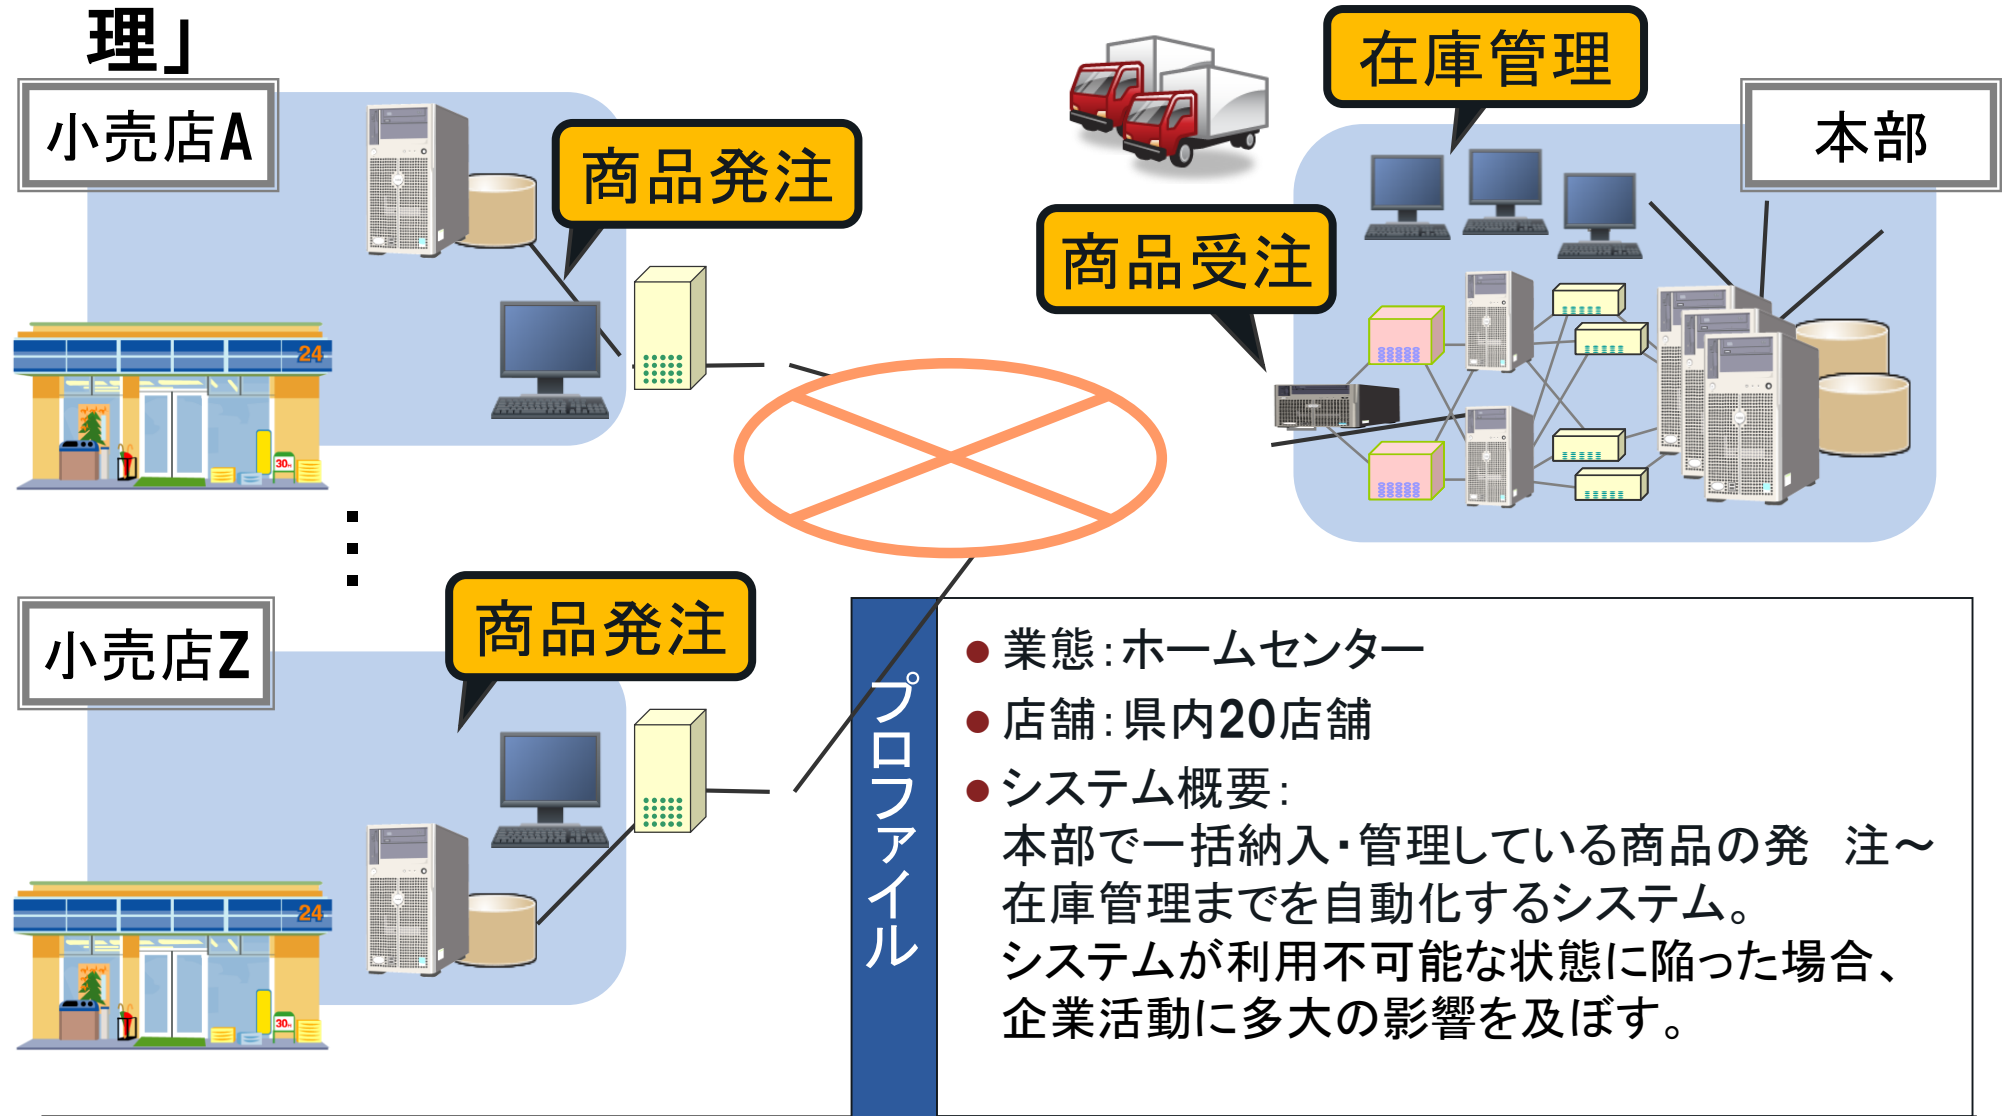 理」
小売店A
商品発注
在庫管理
本部
商品受注
24
30
小売店Z
商品発注
24
30
プロファイル
● 業態：ホームセンター
● 店舗：県内20店舗
● システム概要：
本部で一括納入・管理している商品の発　注～
在庫管理までを自動化するシステム。
システムが利用不可能な状態に陥った場合、
企業活動に多大の影響を及ぼす。